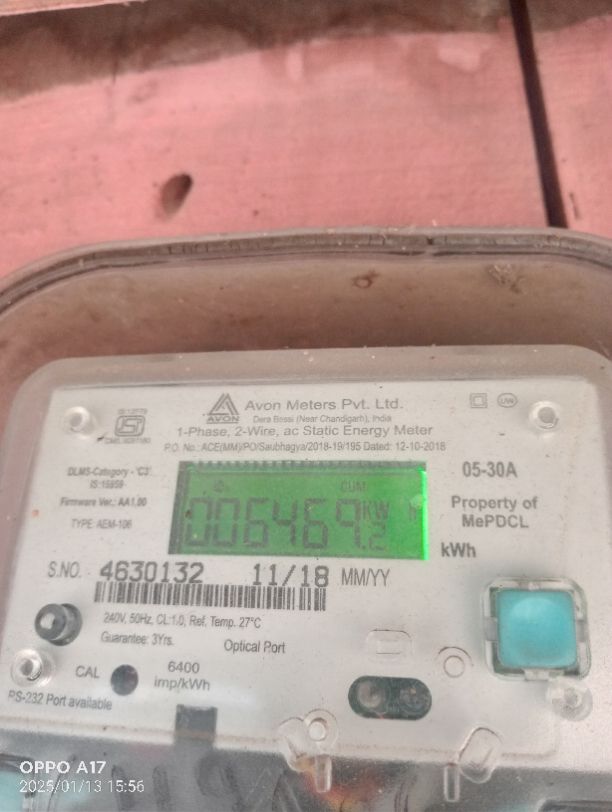 Avon Meters Pvt. Ltd.
AVON
Dera Bassi (Near Chandigarh), India
1-Phase, 2-Wire, ac Static Energy Meter
P.O. No.: ACE(MM)/PO/Saubhagya/2018-19/195 Dated: 12-10-2018
DLMS-Category - 'C3'
IS:15959
Firmware Ver.: AA1.00
TYPE: AEM-106
CUM
006469.2 KW h
05-30A
Property of
MePDCL
kWh
S.NO. - 4630132 11/18 MM/YY
240V, 50Hz, CL:1.0, Ref. Temp. 27°C
Guarantee: 3Yrs.
Optical Port
CAL
6400
imp/kWh
RS-232 Port available
OPPO A17
2025/01/13 15:56